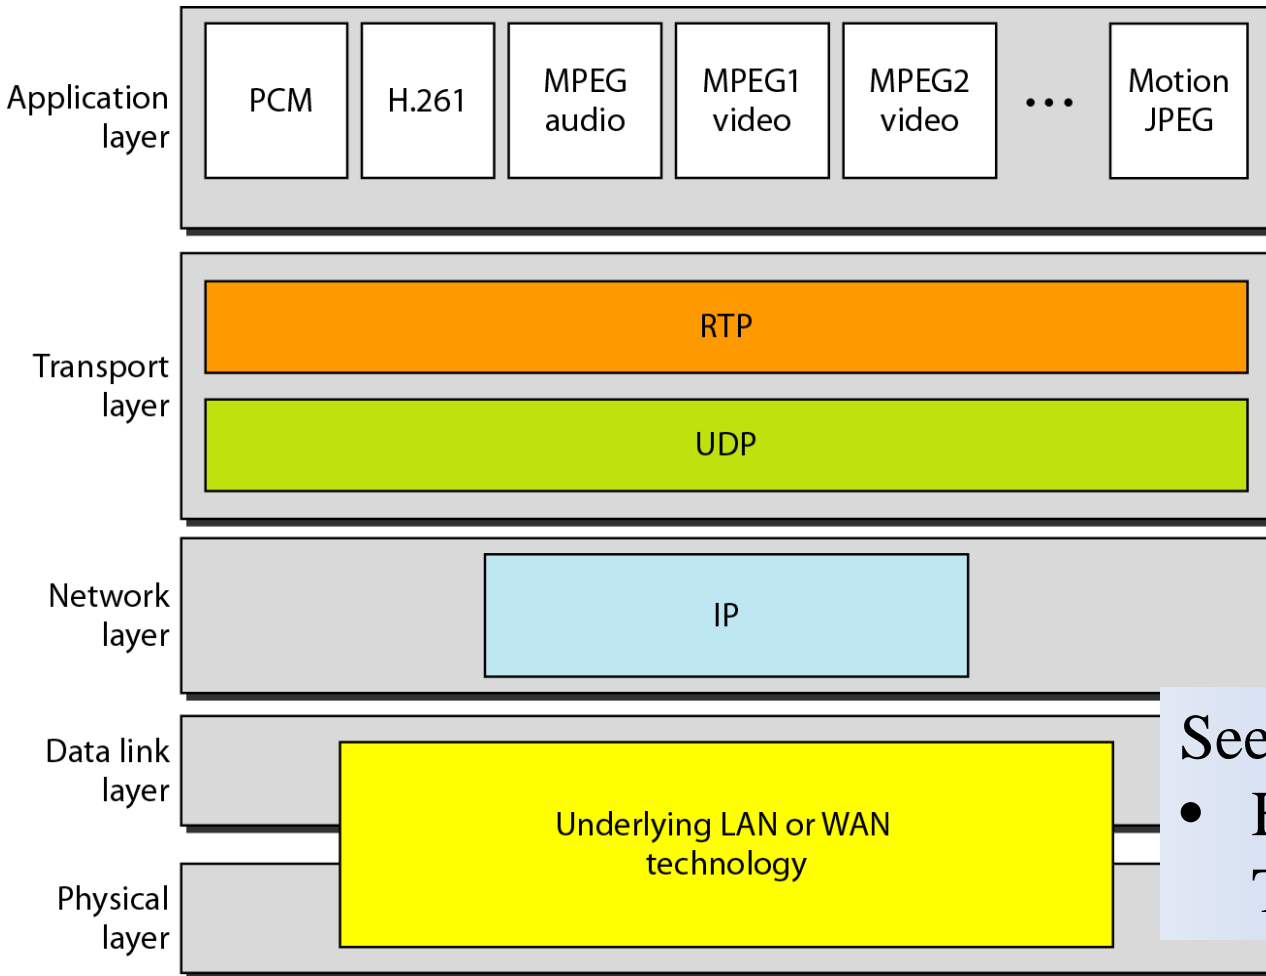 Application
layer
PCM
H.261
MPEG
audio
MPEG1
video
MPEG2
video
...
Motion
JPEG
Transport
layer
RTP
UDP
Network
layer
IP
Data link
layer
Underlying LAN or WAN
technology
Physical
layer
See
•